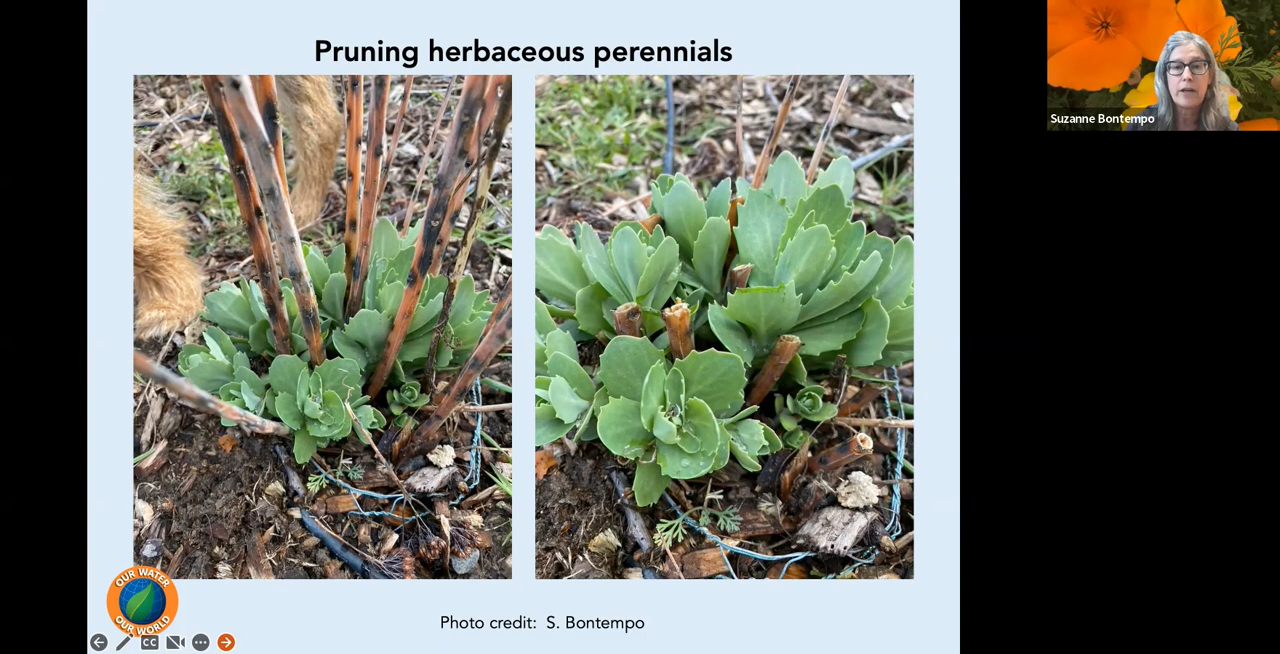 Pruning herbaceous perennials
Suzanne Bontempo
OUR WATER
OUR WORLD
CC
Photo credit: S. Bontempo